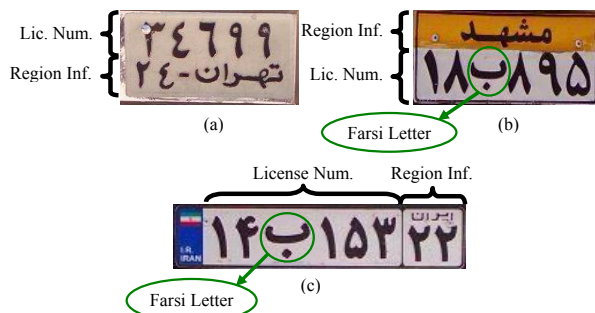 Lic. Num.
۳٤٦۹۹
Region Inf.
تهران-۲٤
(a)
Region Inf.
مشهد
Lic. Num.
۱۸ب۸۹۵
Farsi Letter
(b)
License Num.
Region Inf.
I.R.
IRAN
۱۴ب۱۵۳
ایران
۲۲
Farsi Letter
(c)